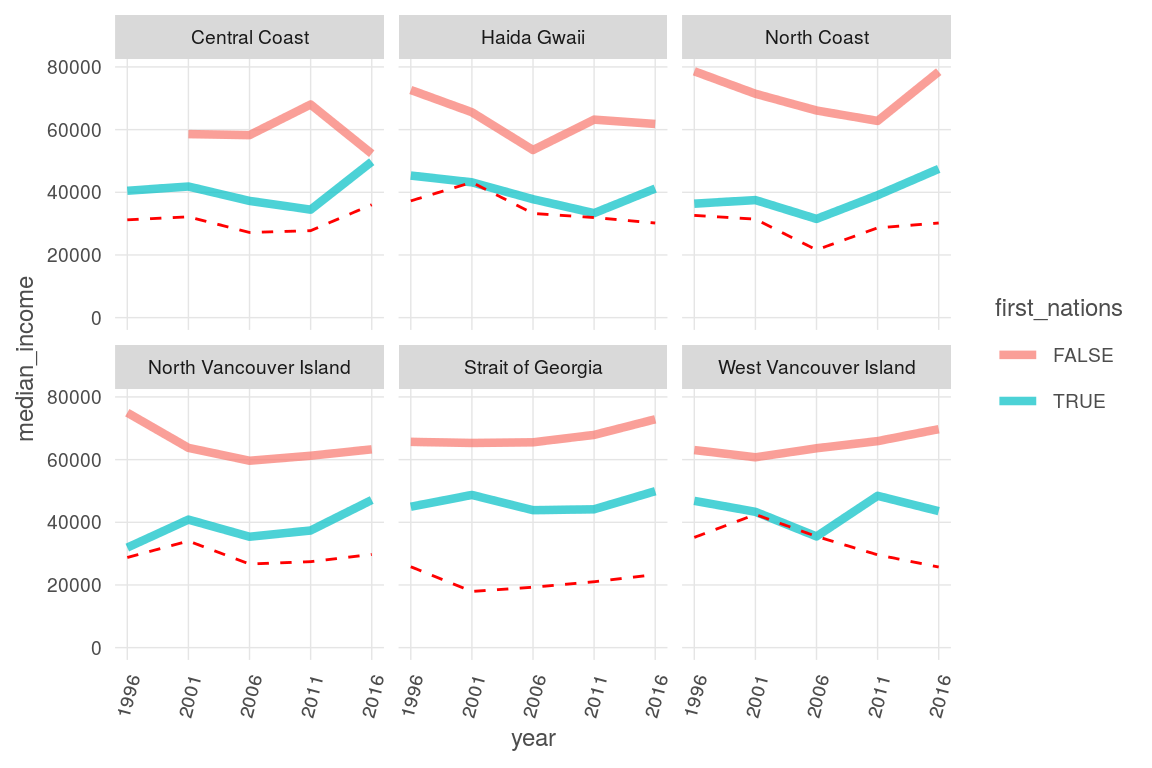 Central Coast
Haida Gwaii
North Coast
80000
60000
40000
20000
0
North Vancouver Island
Strait of Georgia
West Vancouver Island
80000
60000
40000
20000
0
median_income
1996
2001
2006
2011
2016
1996
2001
2006
2011
2016
1996
2001
2006
2011
2016
year
first_nations
FALSE
TRUE